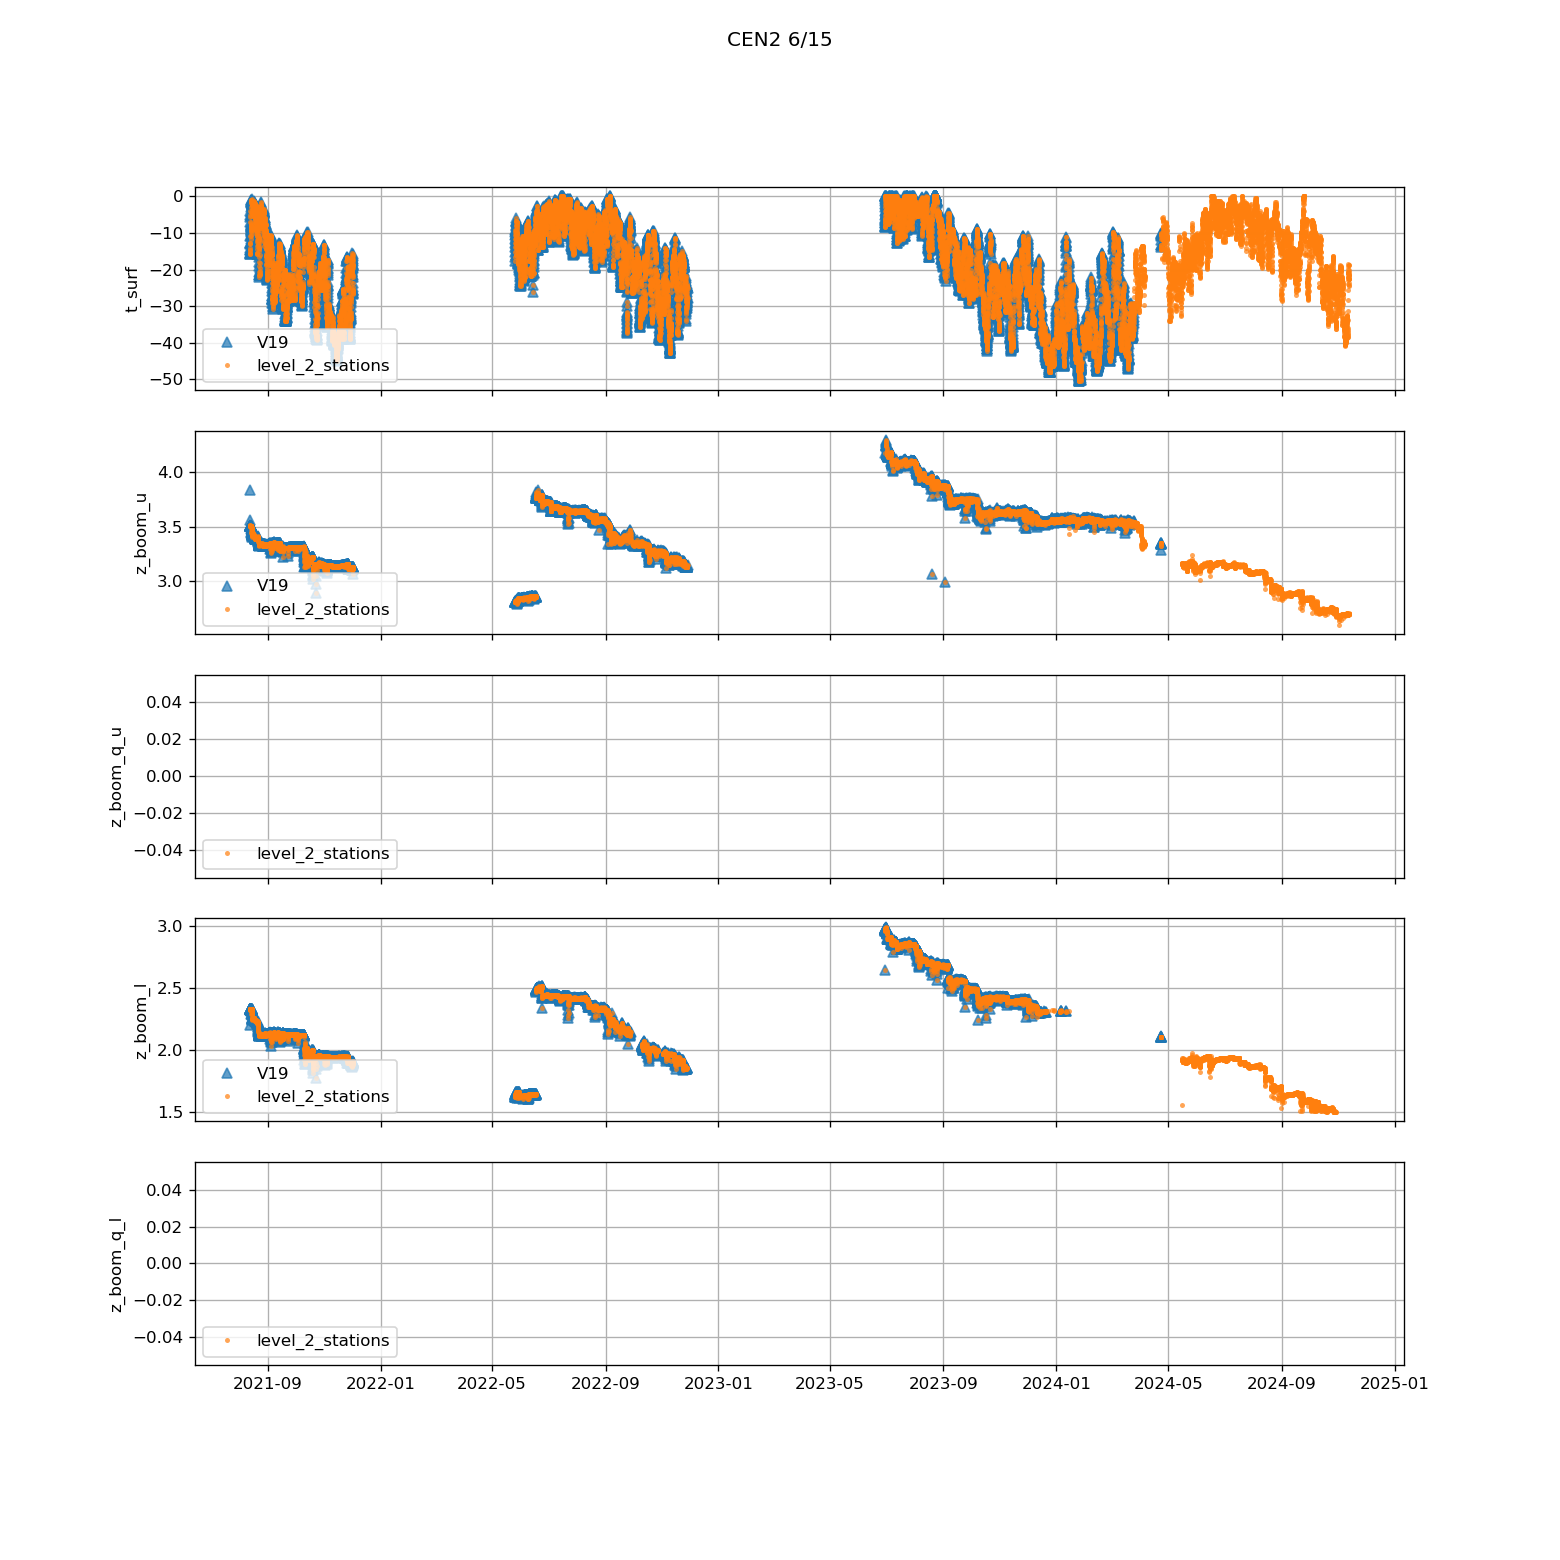 CEN2 6/15
0
−10
−20
−30
−40
−50
t_surf
V19
level_2_stations
4.0
3.5
3.0
z_boom_u
V19
level_2_stations
0.04
0.02
0.00
−0.02
−0.04
z_boom_q_u
level_2_stations
3.0
2.5
2.0
1.5
z_boom_l
V19
level_2_stations
0.04
0.02
0.00
−0.02
−0.04
z_boom_q_l
level_2_stations
2021-09 2022-01 2022-05 2022-09 2023-01 2023-05 2023-09 2024-01 2024-05 2024-09 2025-01